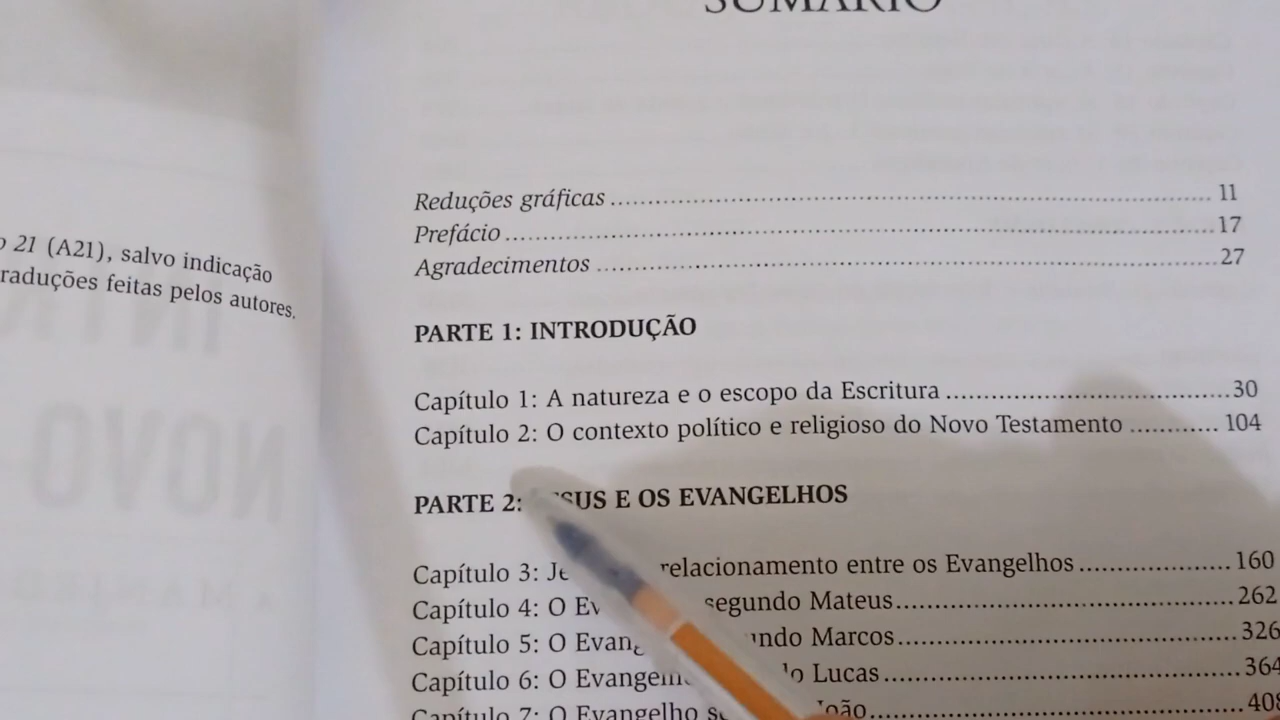 21 (A21), salvo indicação
raduções feitas pelos autores.
SUMÁRIO
Reduções gráficas 11
Prefácio 17
Agradecimentos 27
PARTE 1: INTRODUÇÃO
Capítulo 1: A natureza e o escopo da Escritura 30
Capítulo 2: O contexto político e religioso do Novo Testamento 104
PARTE 2: SUS E OS EVANGELHOS
Capítulo 3: Je relacionamento entre os Evangelhos 160
Capítulo 4: O Ev segundo Mateus 262
Capítulo 5: O Evang ndo Marcos 326
Capítulo 6: O Evange o Lucas 364
Capítulo 7: O Evangelho s João 408